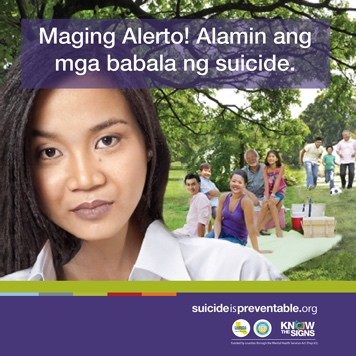 Maging Alerto! Alamin ang
mga babala ng suicide.
suicideispreventable.org
KNOW
THE SIGNS